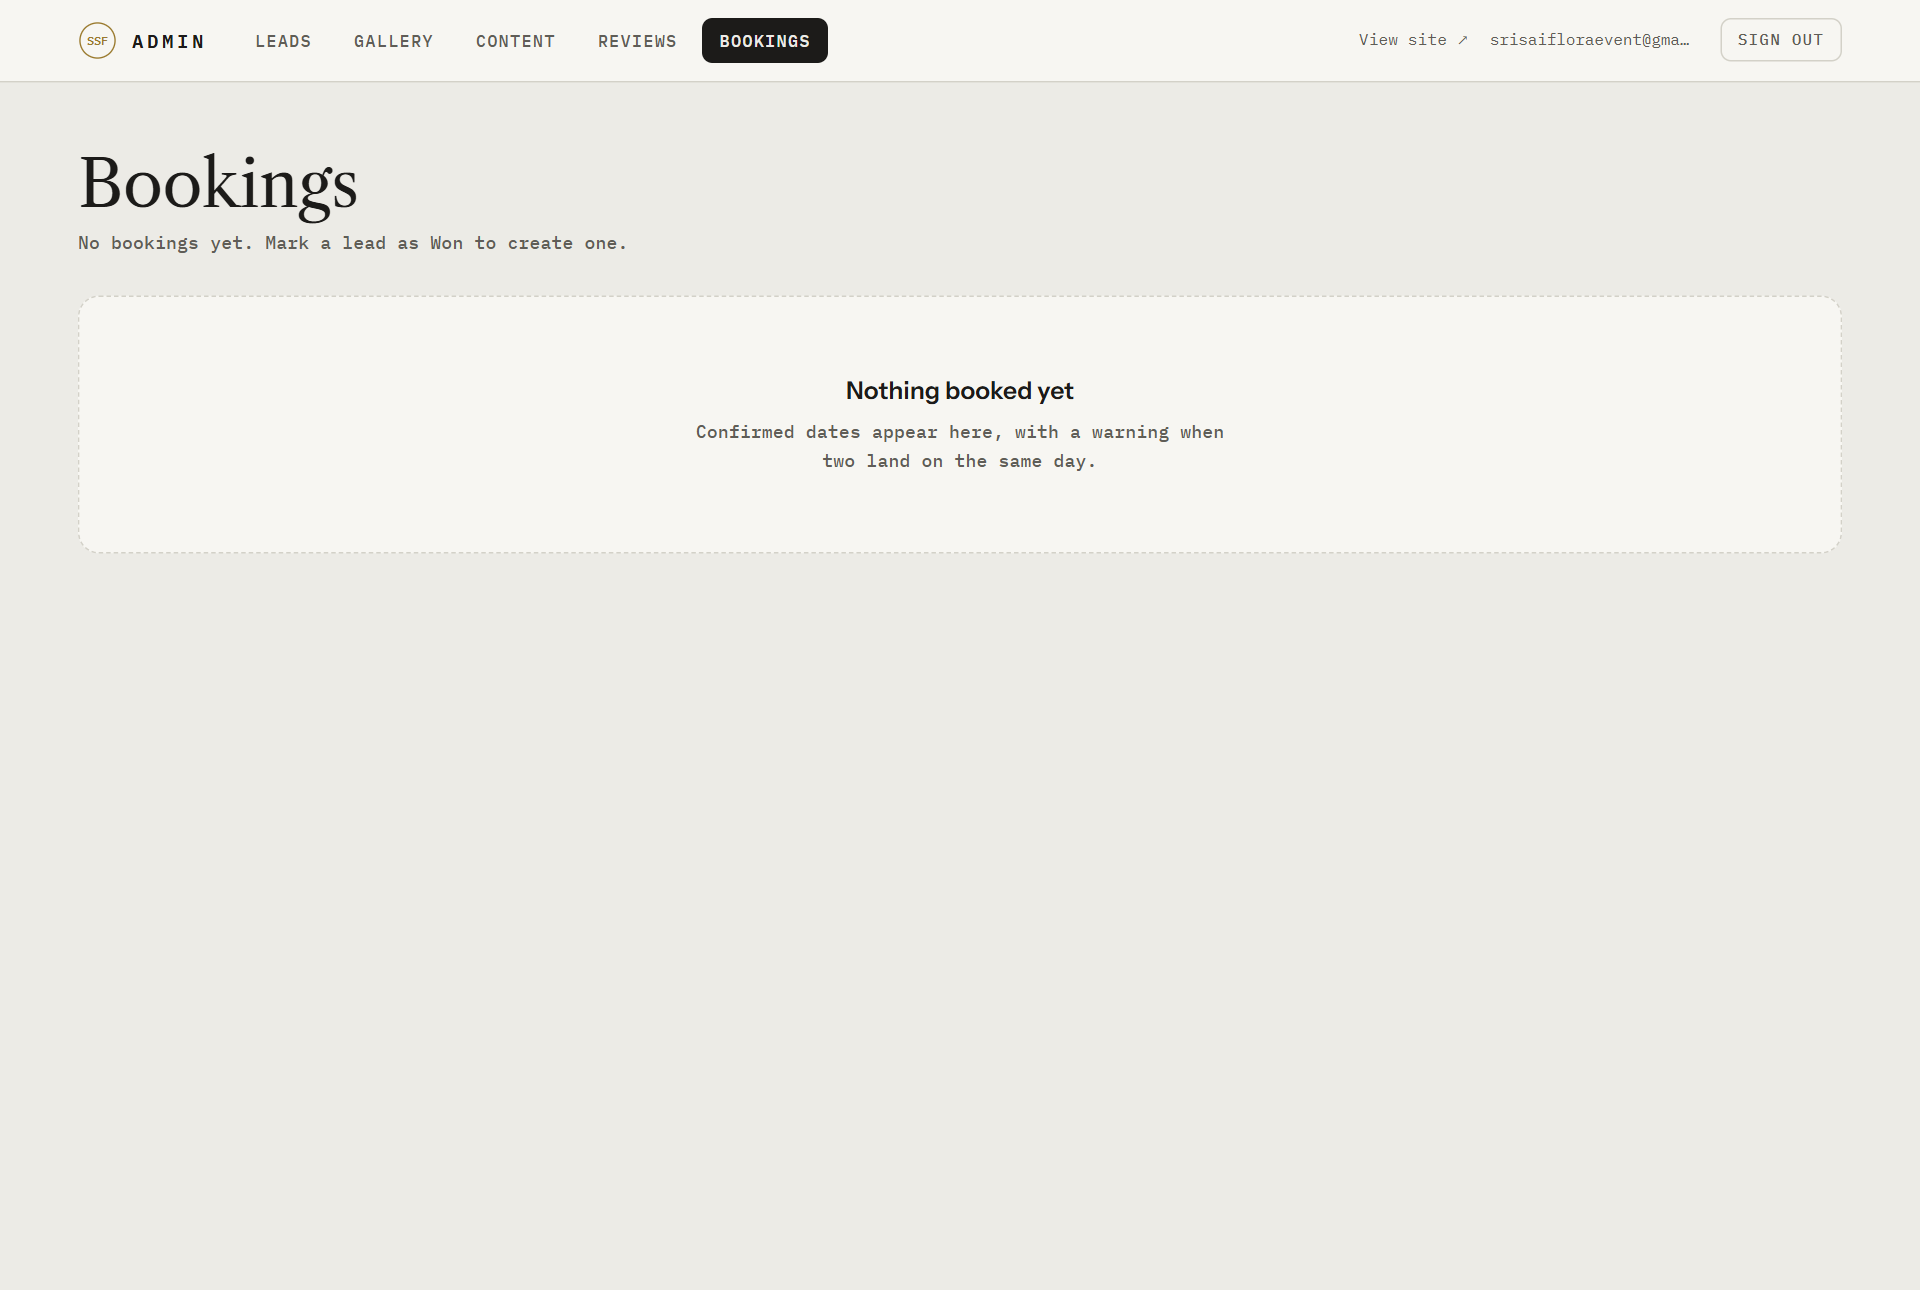 SSF ADMIN LEADS GALLERY CONTENT REVIEWS BOOKINGS View site ↗ srisaifloraevent@gma… SIGN OUT
Bookings
No bookings yet. Mark a lead as Won to create one.
Nothing booked yet
Confirmed dates appear here, with a warning when
two land on the same day.